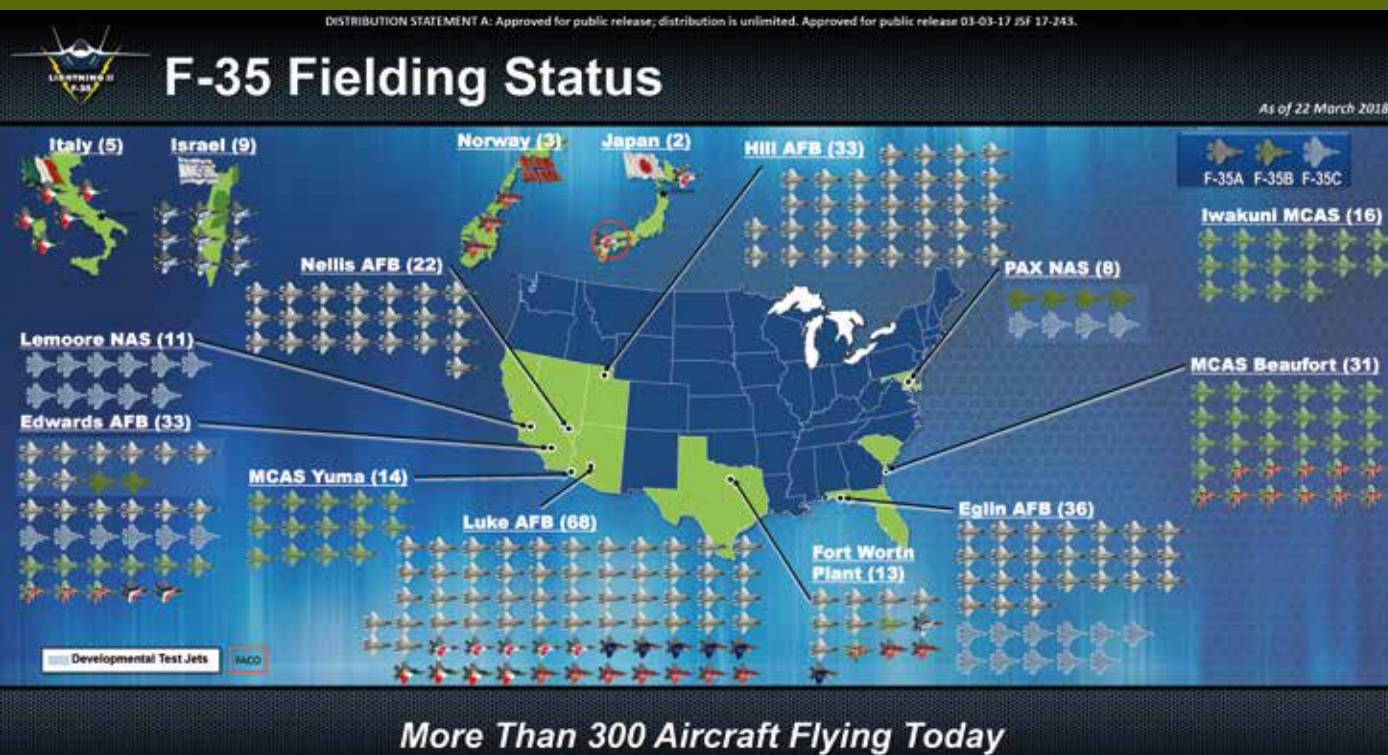 DISTRIBUTION STATEMENT A: Approved for public release; distribution is unlimited. Approved for public release 03-03-17 JSF 17-243.
LIGHTNING II
F-35
F-35 Fielding Status
As of 22 March 2018
Italy (5)
Israel (9)
Norway (3)
Japan (2)
Hill AFB (33)
F-35A F-35B F-35C
Iwakuni MCAS (16)
Nellis AFB (22)
PAX NAS (8)
Lemoore NAS (11)
MCAS Beaufort (31)
Edwards AFB (33)
MCAS Yuma (14)
Luke AFB (68)
Eglin AFB (36)
Fort Worth
Plant (13)
Developmental Test Jets
FACO
More Than 300 Aircraft Flying Today